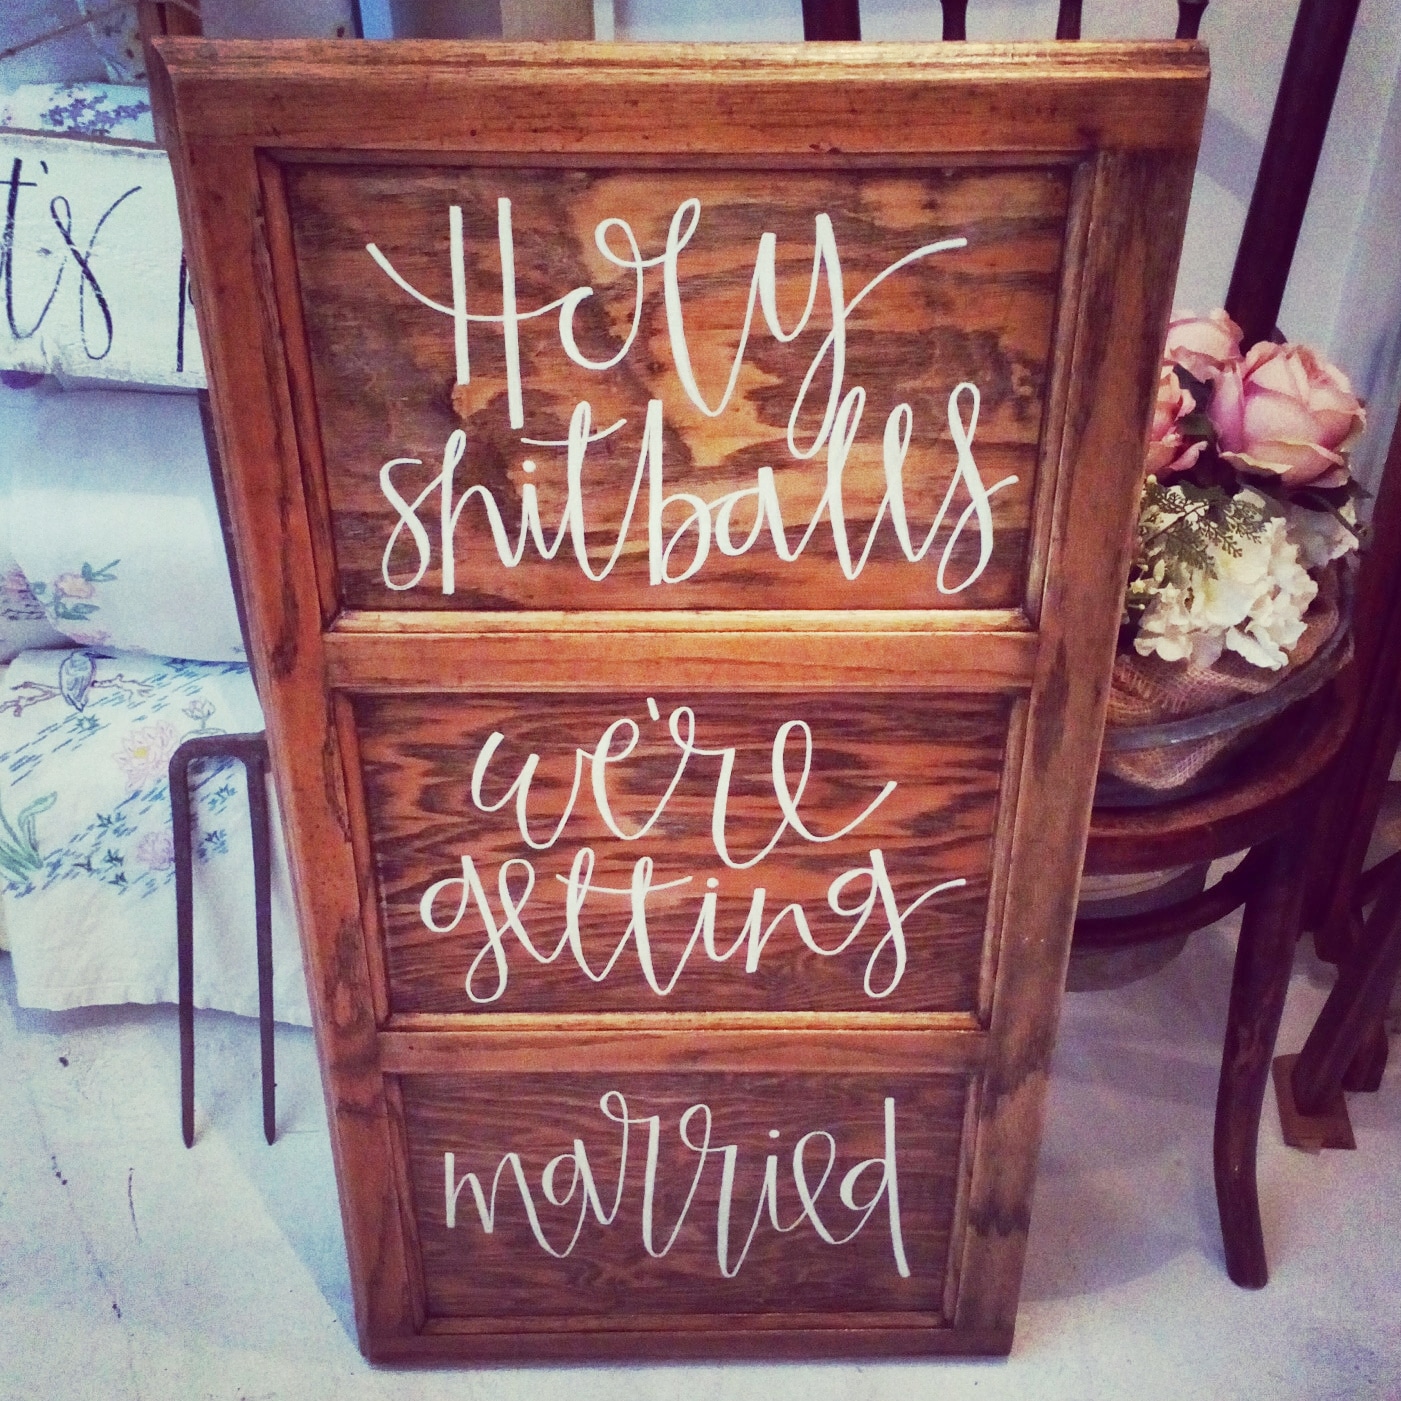 t's
Holy
shitballs
we're
getting
married